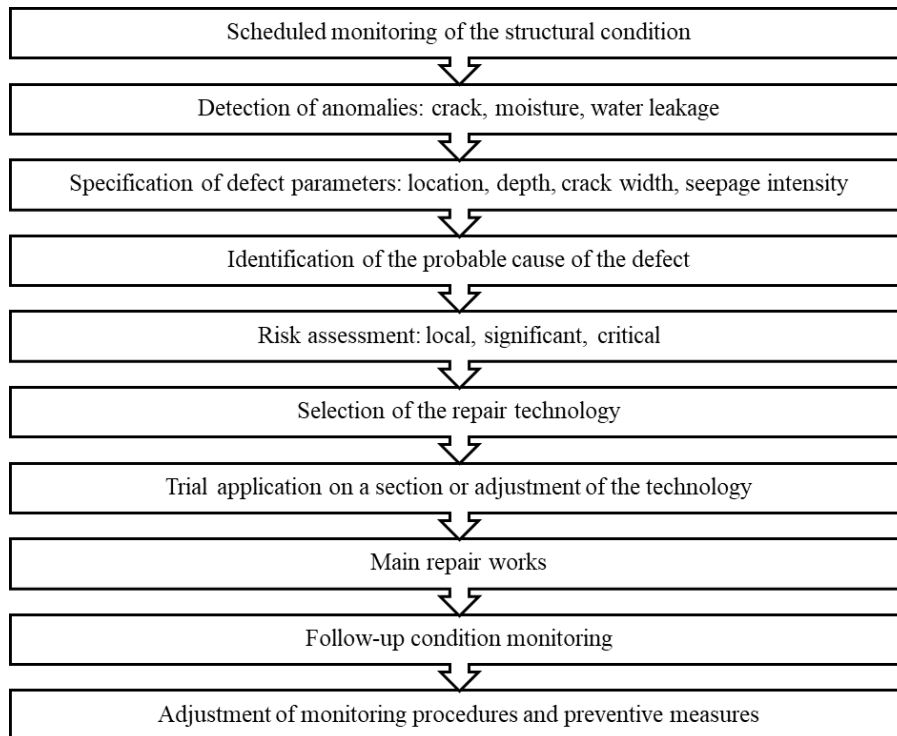 Scheduled monitoring of the structural condition
Detection of anomalies: crack, moisture, water leakage
Specification of defect parameters: location, depth, crack width, seepage intensity
Identification of the probable cause of the defect
Risk assessment: local, significant, critical
Selection of the repair technology
Trial application on a section or adjustment of the technology
Main repair works
Follow-up condition monitoring
Adjustment of monitoring procedures and preventive measures